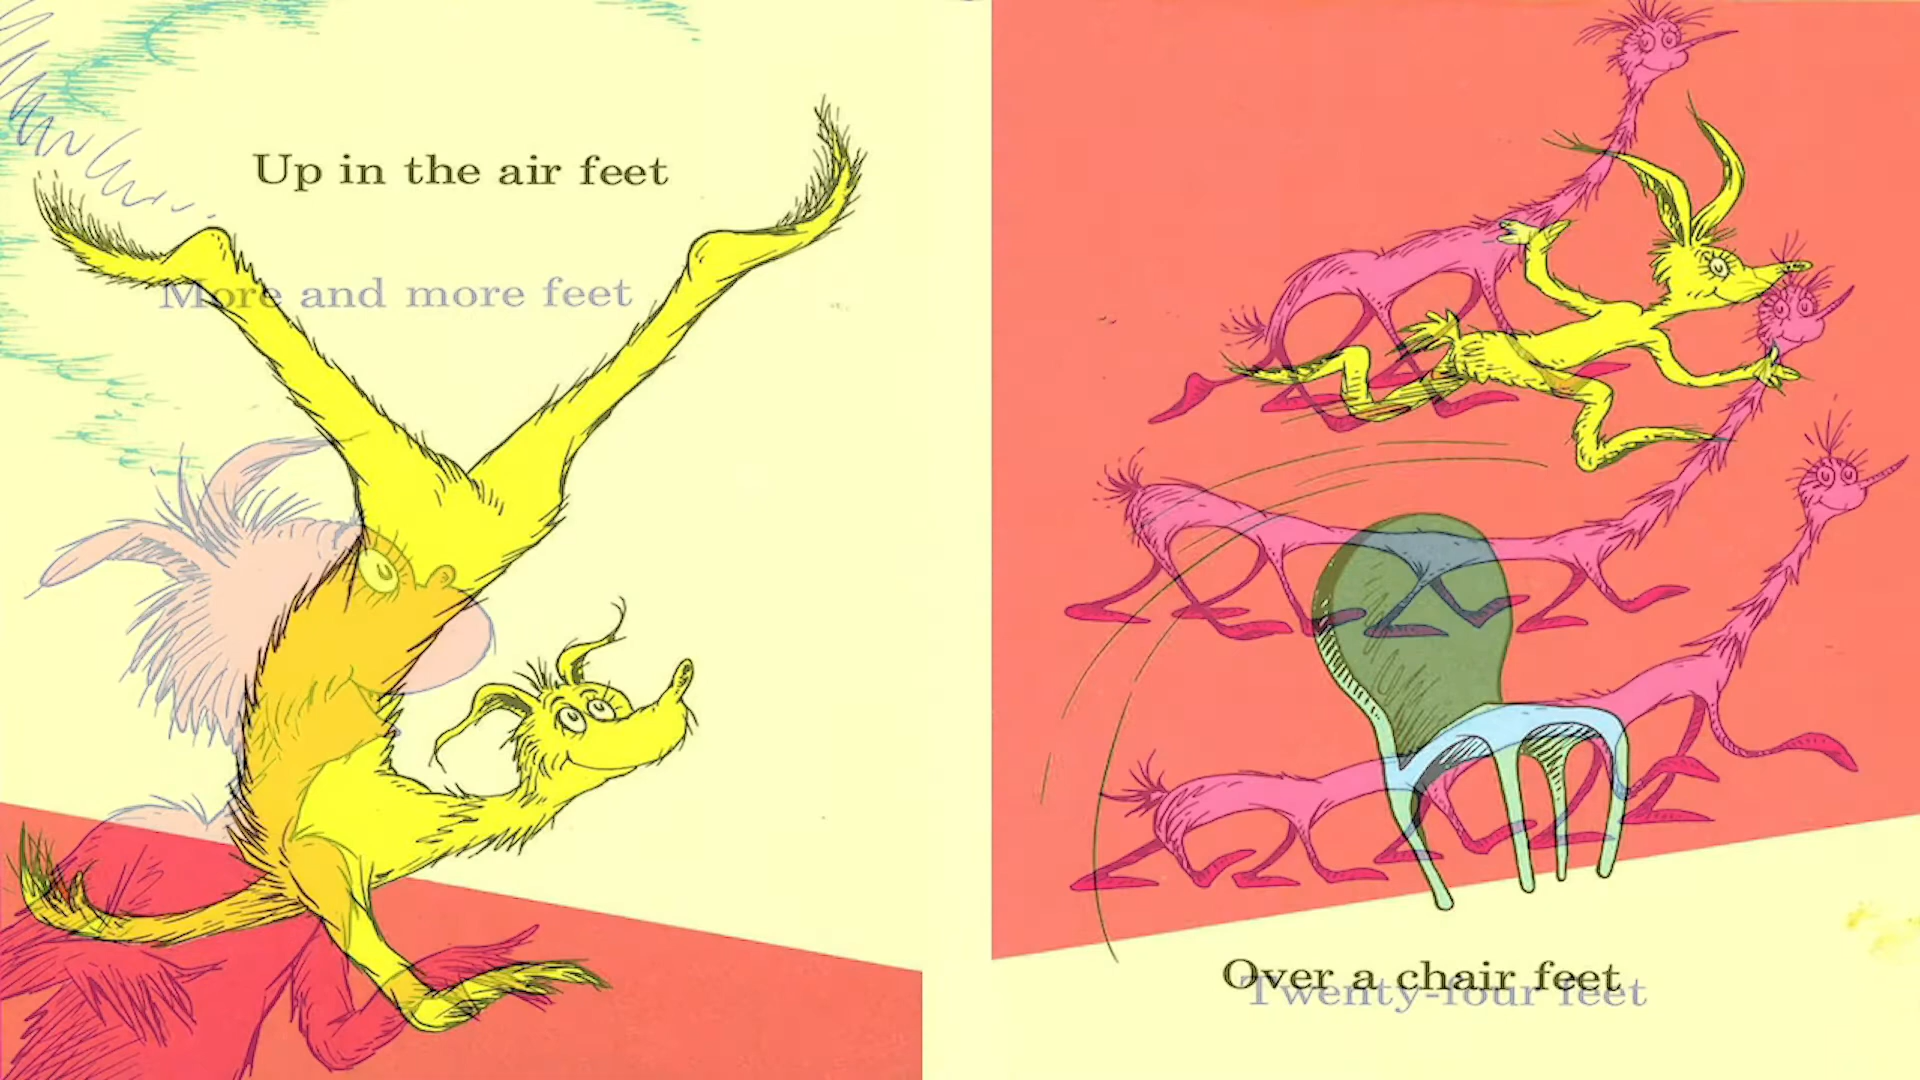 Up in the air feet
More and more feet
Over a chair feet
Twenty-four feet